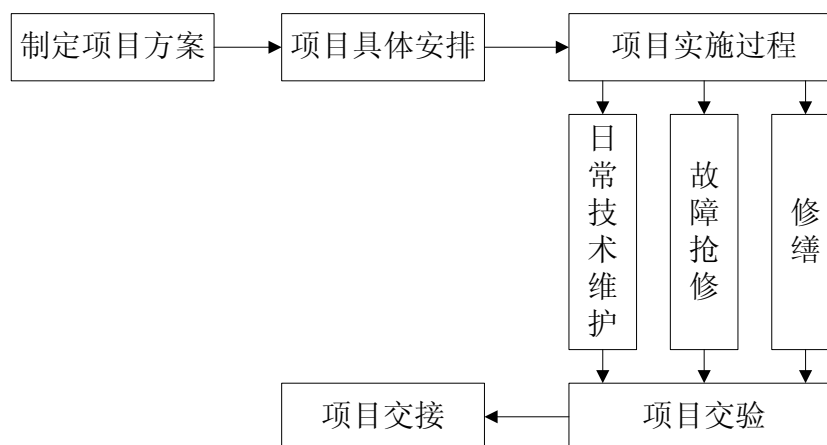 制定项目方案
项目具体安排
项目实施过程
日常技术维护
故障抢修
修缮
项目交接
项目交验